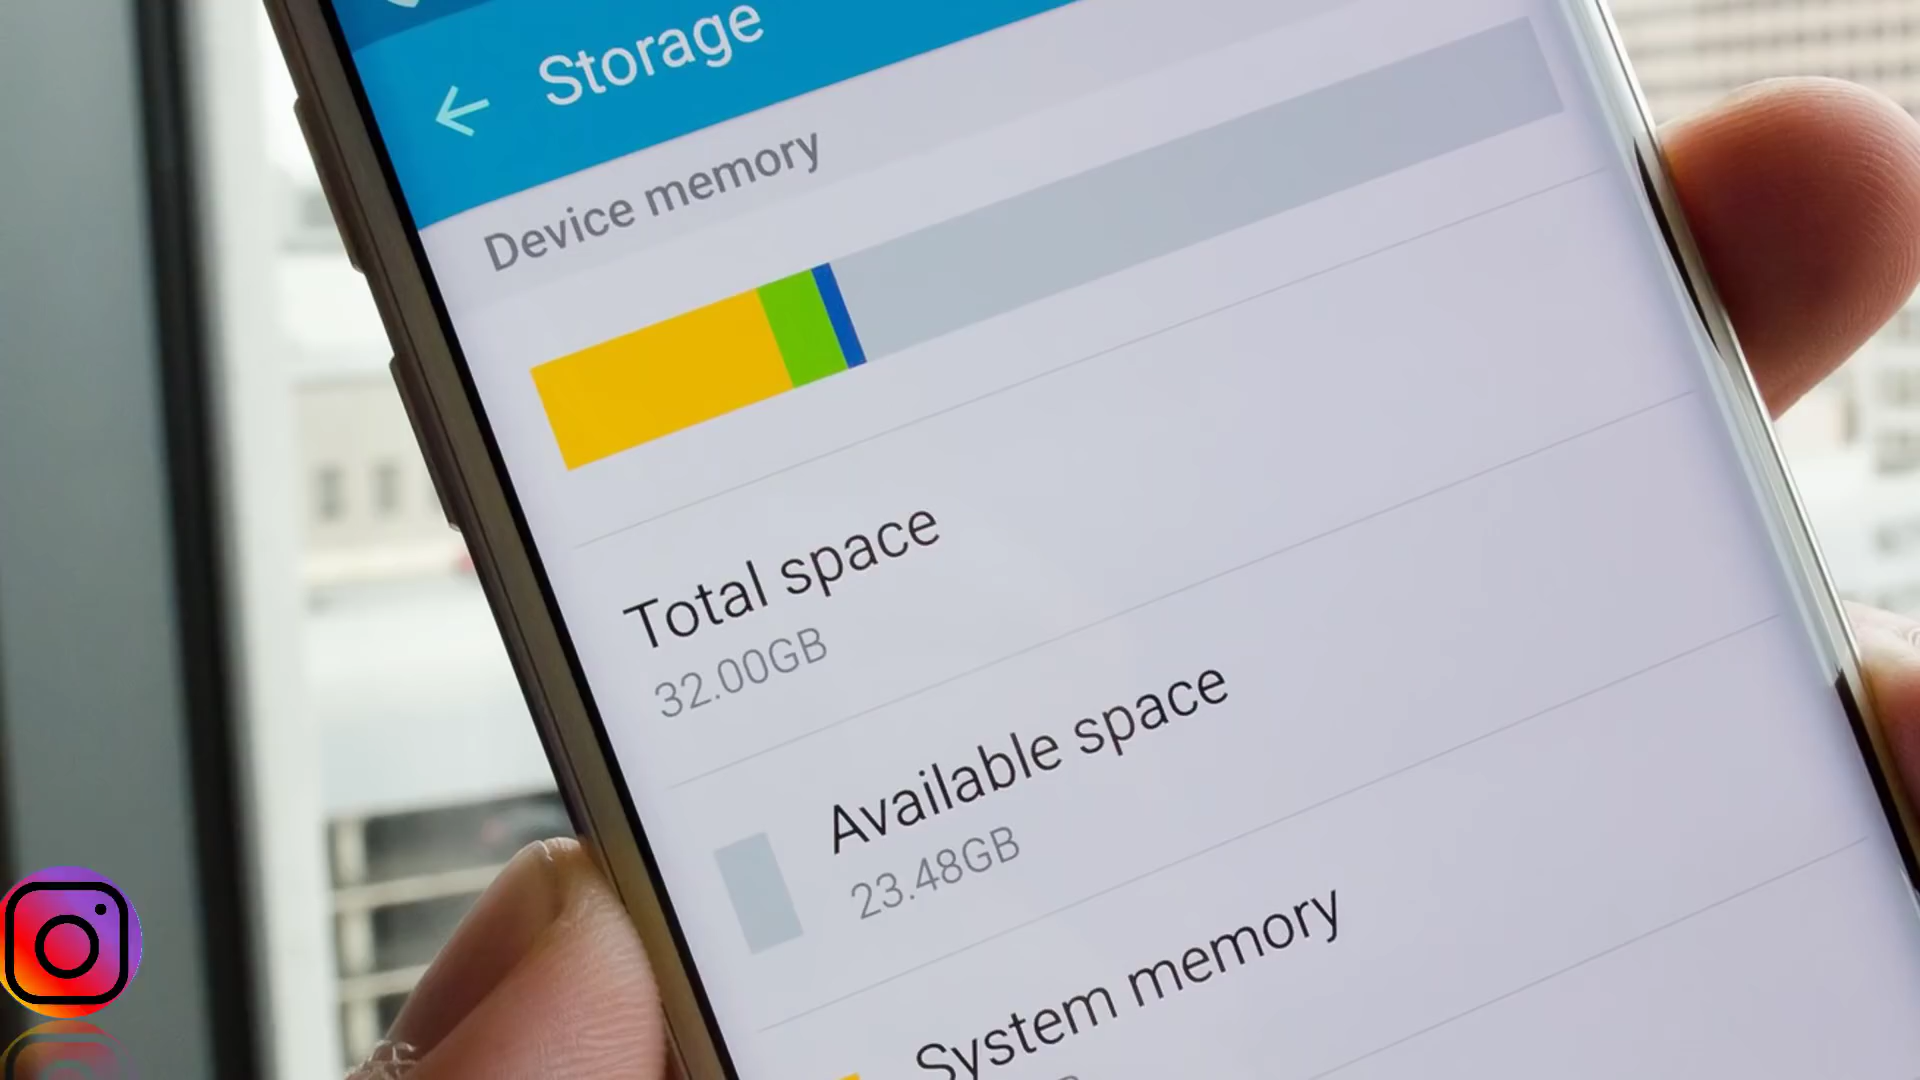 Storage
Device memory
Total space
32.00GB
Available space
23.48GB
System memory